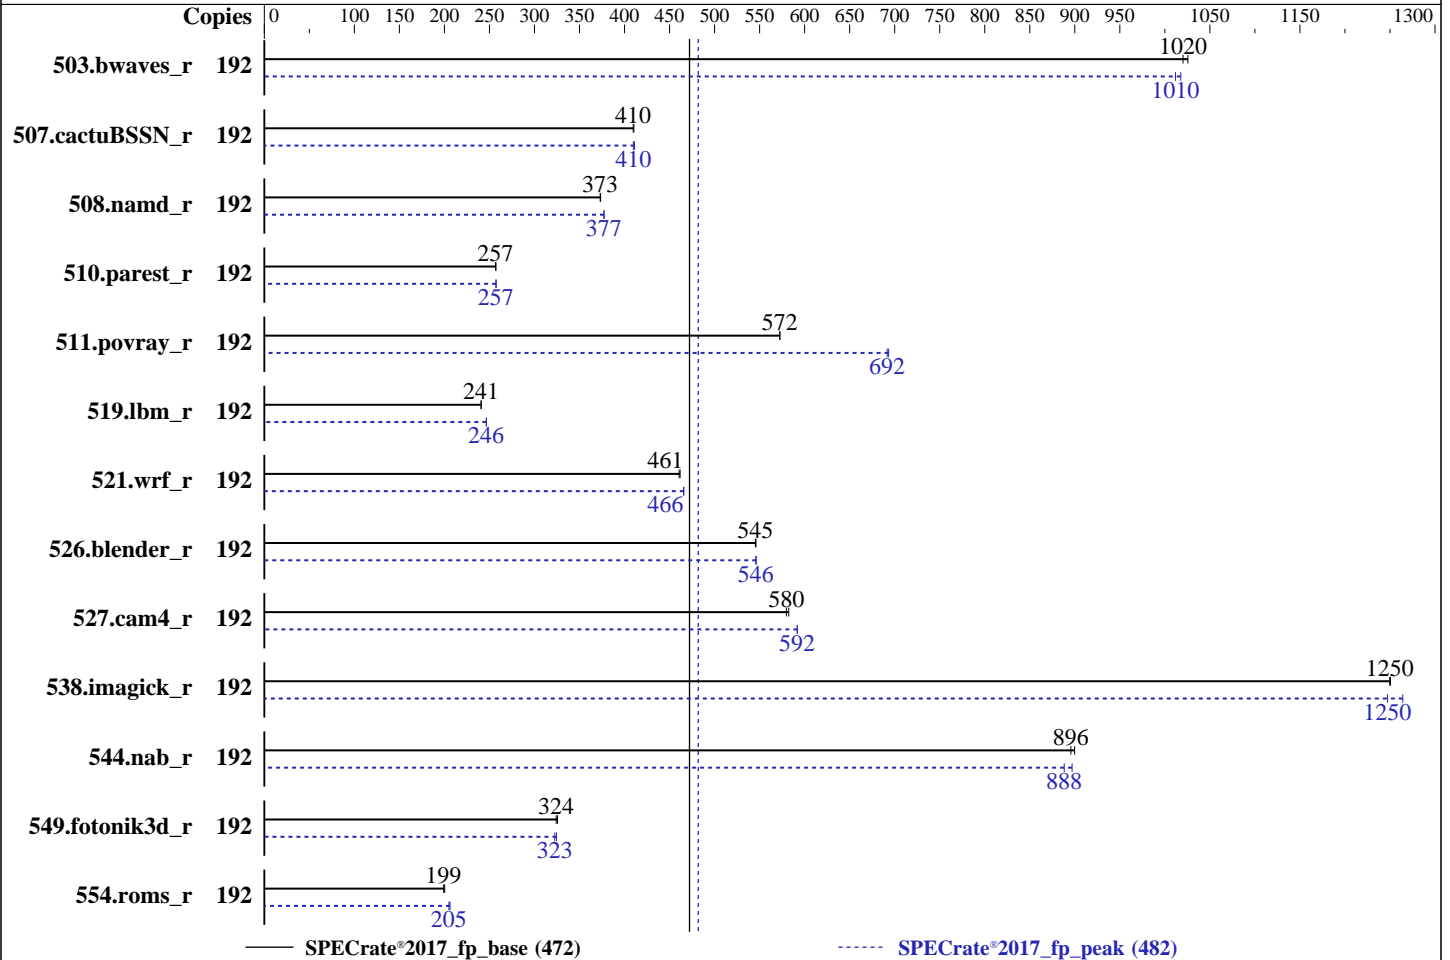 Copies 0 100 150 200 250 300 350 400 450 500 550 600 650 700 750 800 850 900 950 1050 1150 1300
1020
503.bwaves_r 192
1010
410
507.cactuBSSN_r 192
410
373
508.namd_r 192
377
257
510.parest_r 192
257
572
511.povray_r 192
692
241
519.lbm_r 192
246
461
521.wrf_r 192
466
545
526.blender_r 192
546
580
527.cam4_r 192
592
1250
538.imagick_r 192
1250
896
544.nab_r 192
888
324
549.fotonik3d_r 192
323
199
554.roms_r 192
205
SPECrate®2017_fp_base (472) SPECrate®2017_fp_peak (482)